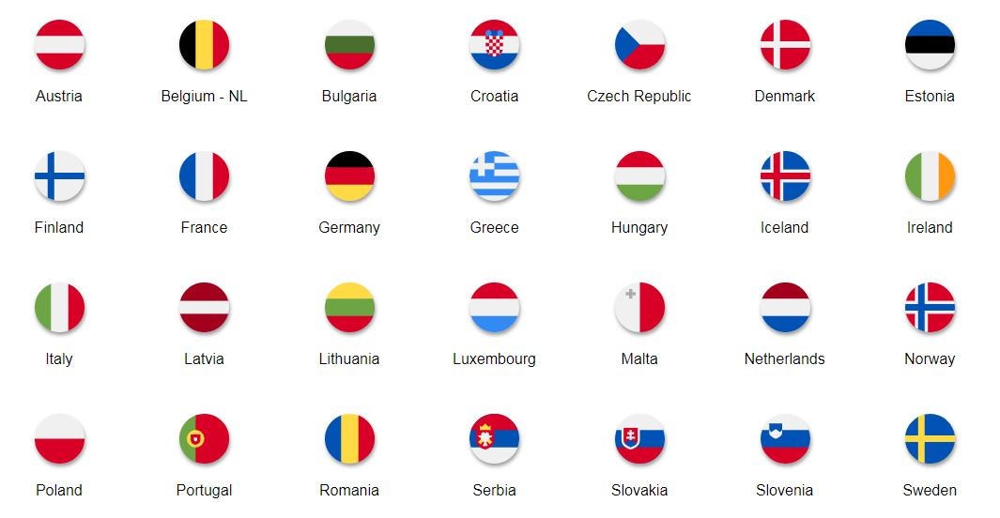 Austria
Belgium - NL
Bulgaria
Croatia
Czech Republic
Denmark
Estonia
Finland
France
Germany
Greece
Hungary
Iceland
Ireland
Italy
Latvia
Lithuania
Luxembourg
Malta
Netherlands
Norway
Poland
Portugal
Romania
Serbia
Slovakia
Slovenia
Sweden